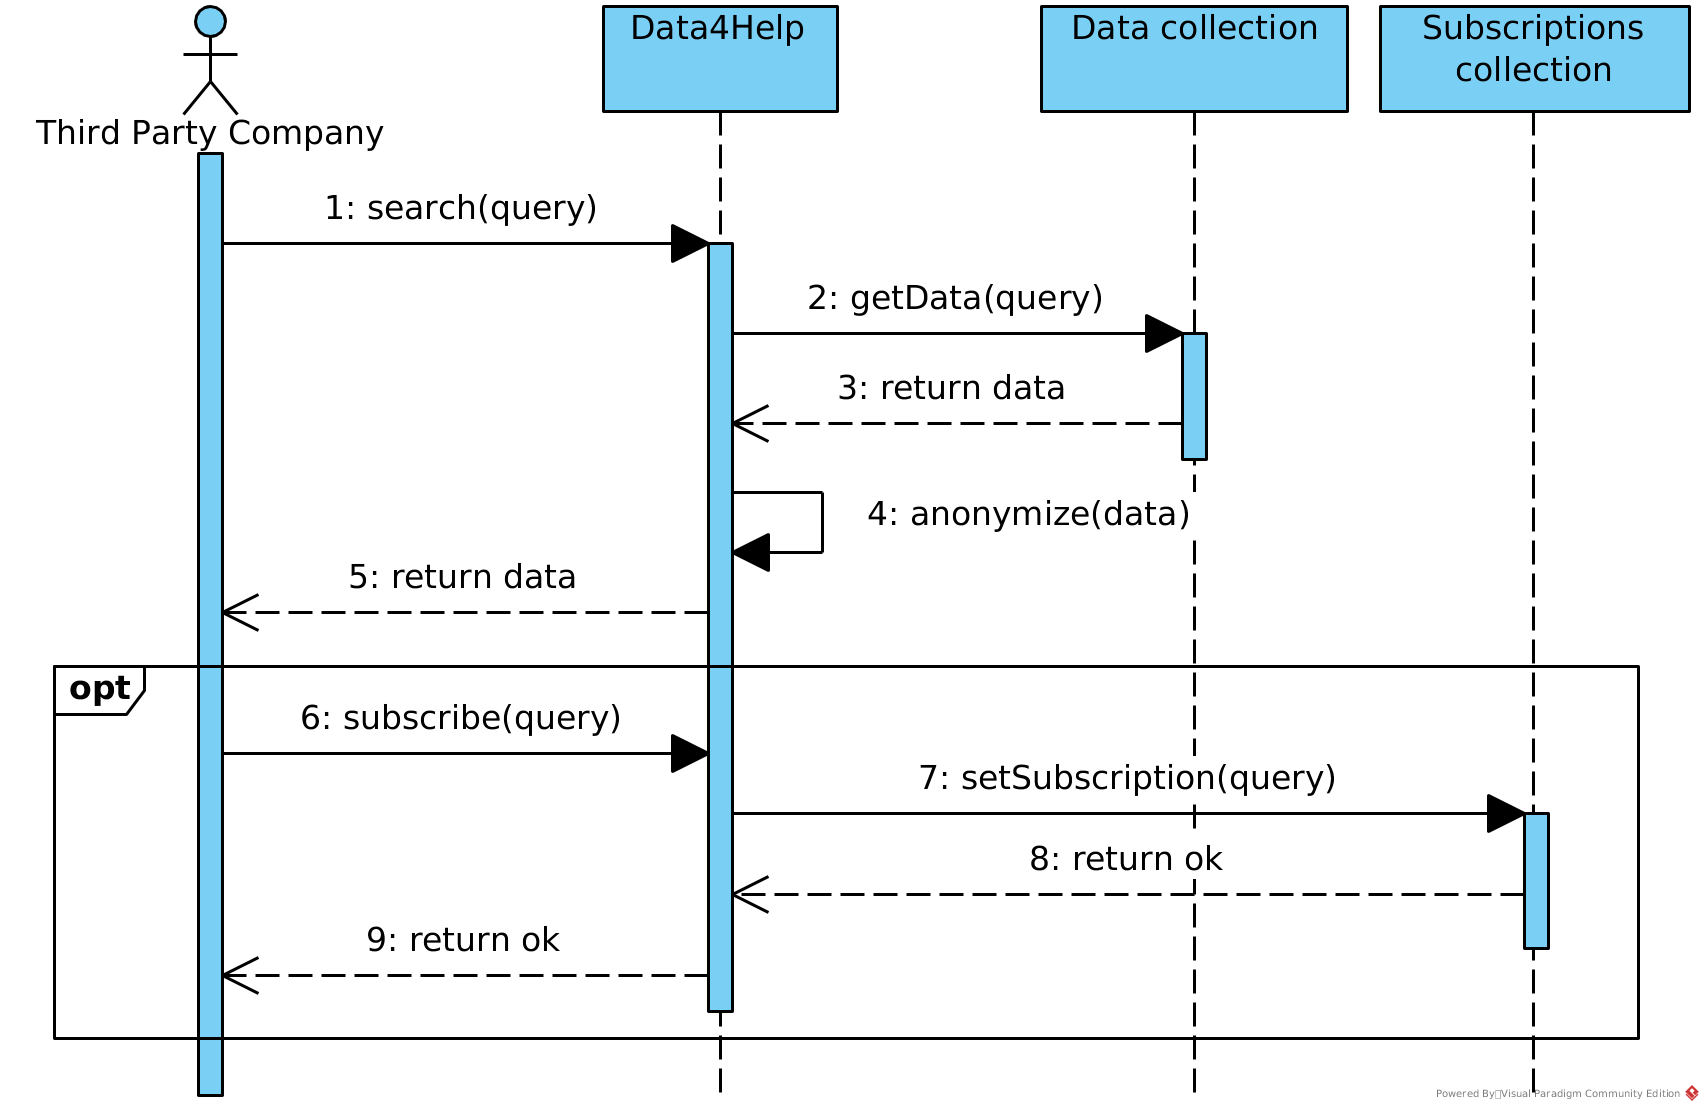 Data4Help
Data collection
Subscriptions
collection
Third Party Company
1: search(query)
2: getData(query)
3: return data
4: anonymize(data)
5: return data
opt
6: subscribe(query)
7: setSubscription(query)
8: return ok
9: return ok
Powered By Visual Paradigm Community Edition